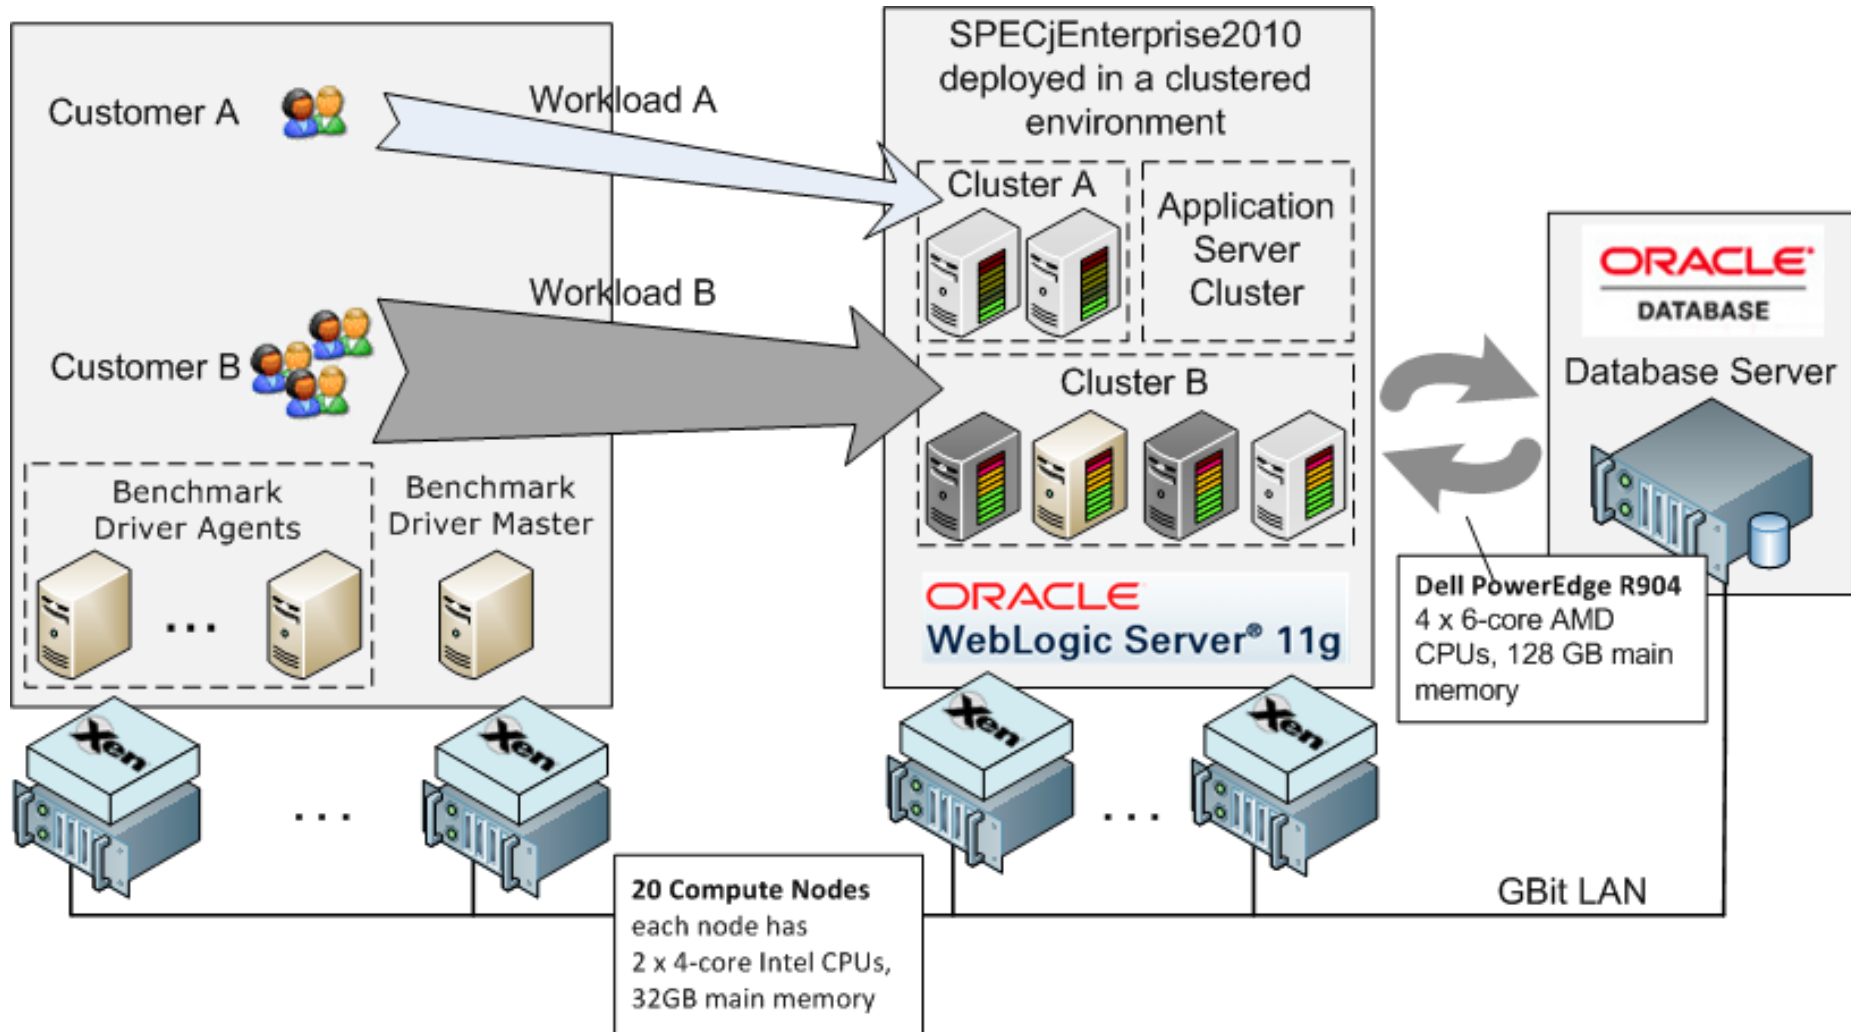 Customer A
Workload A
Customer B
Workload B
Benchmark
Driver Agents
Benchmark
Driver Master
...
SPECjEnterprise2010
deployed in a clustered
environment
Cluster A
Application
Server
Cluster
Cluster B
ORACLE
WebLogic Server® 11g
ORACLE
DATABASE
Database Server
Dell PowerEdge R904
4 x 6-core AMD
CPUs, 128 GB main
memory
Xen
...
Xen
Xen
...
Xen
20 Compute Nodes
each node has
2 x 4-core Intel CPUs,
32GB main memory
GBit LAN